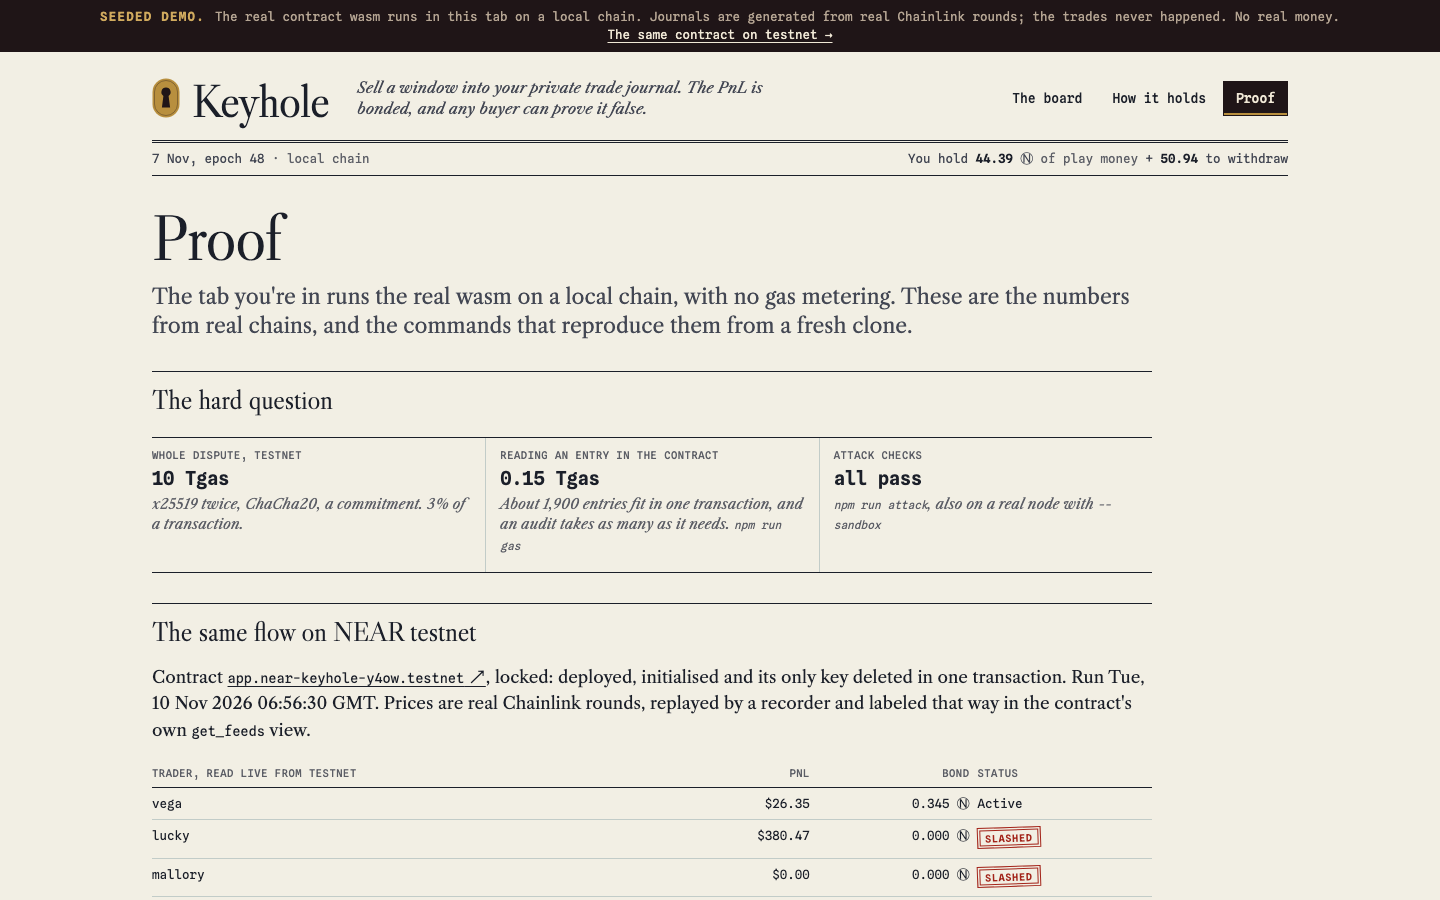 SEEDED DEMO. The real contract wasm runs in this tab on a local chain. Journals are generated from real Chainlink rounds; the trades never happened. No real money.
The same contract on testnet →
Keyhole
Sell a window into your private trade journal. The PnL is
bonded, and any buyer can prove it false.
The board
How it holds
Proof
7 Nov, epoch 48 · local chain
You hold 44.39 Ⓝ of play money + 50.94 to withdraw
Proof
The tab you're in runs the real wasm on a local chain, with no gas metering. These are the numbers
from real chains, and the commands that reproduce them from a fresh clone.
The hard question
WHOLE DISPUTE, TESTNET
10 Tgas
x25519 twice, ChaCha20, a commitment. 3% of
a transaction.
READING AN ENTRY IN THE CONTRACT
0.15 Tgas
About 1,900 entries fit in one transaction, and
an audit takes as many as it needs. npm run
gas
ATTACK CHECKS
all pass
npm run attack, also on a real node with --
sandbox
The same flow on NEAR testnet
Contract app.near-keyhole-y4ow.testnet ↗, locked: deployed, initialised and its only key deleted in one transaction. Run Tue,
10 Nov 2026 06:56:30 GMT. Prices are real Chainlink rounds, replayed by a recorder and labeled that way in the contract's
own get_feeds view.
TRADER, READ LIVE FROM TESTNET PNL BOND STATUS
vega $26.35 0.345 Ⓝ Active
lucky $380.47 0.000 Ⓝ SLASHED
mallory $0.00 0.000 Ⓝ SLASHED